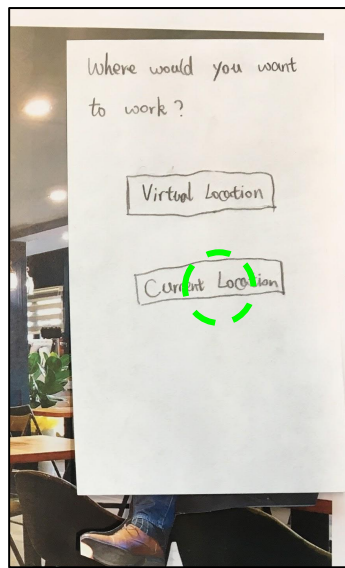 Where would you want
to work?
Virtual Location
Current Location